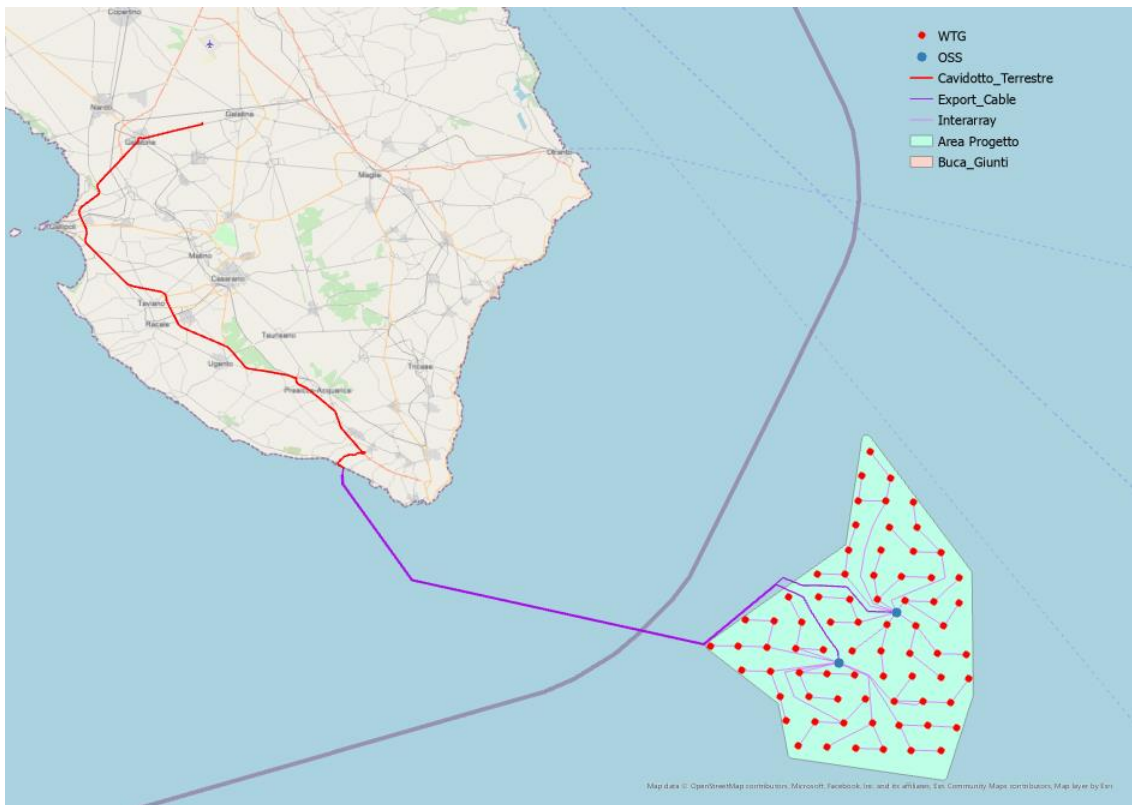 Copertino
WTG
OSS
Cavidotto_Terrestre
Export_Cable
Interarray
Area Progetto
Buca_Giunti
Nardò
Galatina
Galatone
Otranto
Maglie
Gallipoli
Matino
Casarano
Taviano
Racale
Taurisano
Ugento
Tricase
Presicce-Acquarica
Map data © OpenStreetMap contributors, Microsoft, Facebook, Inc. and its affiliates, Esri Community Maps contributors, Map layer by Esri